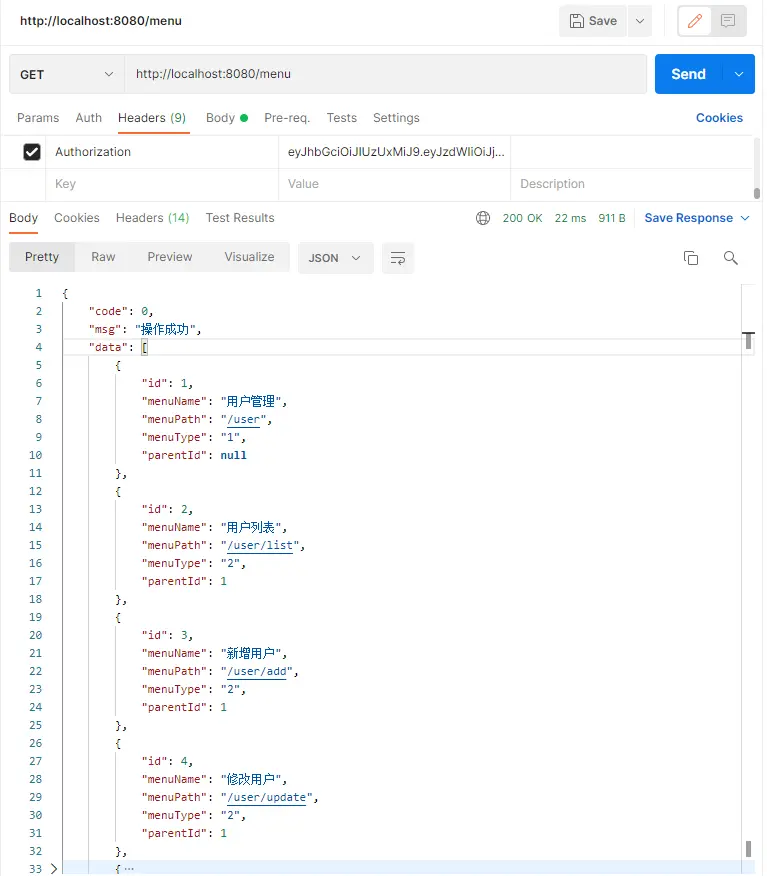 http://localhost:8080/menu
Save
GET
http://localhost:8080/menu
Send
Params Auth Headers (9) Body Pre-req. Tests Settings Cookies
Authorization eyJhbGciOiJIUzUxMiJ9.eyJzdWIiOiJj...
Key Value Description
Body Cookies Headers (14) Test Results 200 OK 22 ms 911 B Save Response
Pretty Raw Preview Visualize JSON
1 {
2 "code": 0,
3 "msg": "操作成功",
4 "data": [
5 {
6 "id": 1,
7 "menuName": "用户管理",
8 "menuPath": "/user",
9 "menuType": "1",
10 "parentId": null
11 },
12 {
13 "id": 2,
14 "menuName": "用户列表",
15 "menuPath": "/user/list",
16 "menuType": "2",
17 "parentId": 1
18 },
19 {
20 "id": 3,
21 "menuName": "新增用户",
22 "menuPath": "/user/add",
23 "menuType": "2",
24 "parentId": 1
25 },
26 {
27 "id": 4,
28 "menuName": "修改用户",
29 "menuPath": "/user/update",
30 "menuType": "2",
31 "parentId": 1
32 },
33 { ...